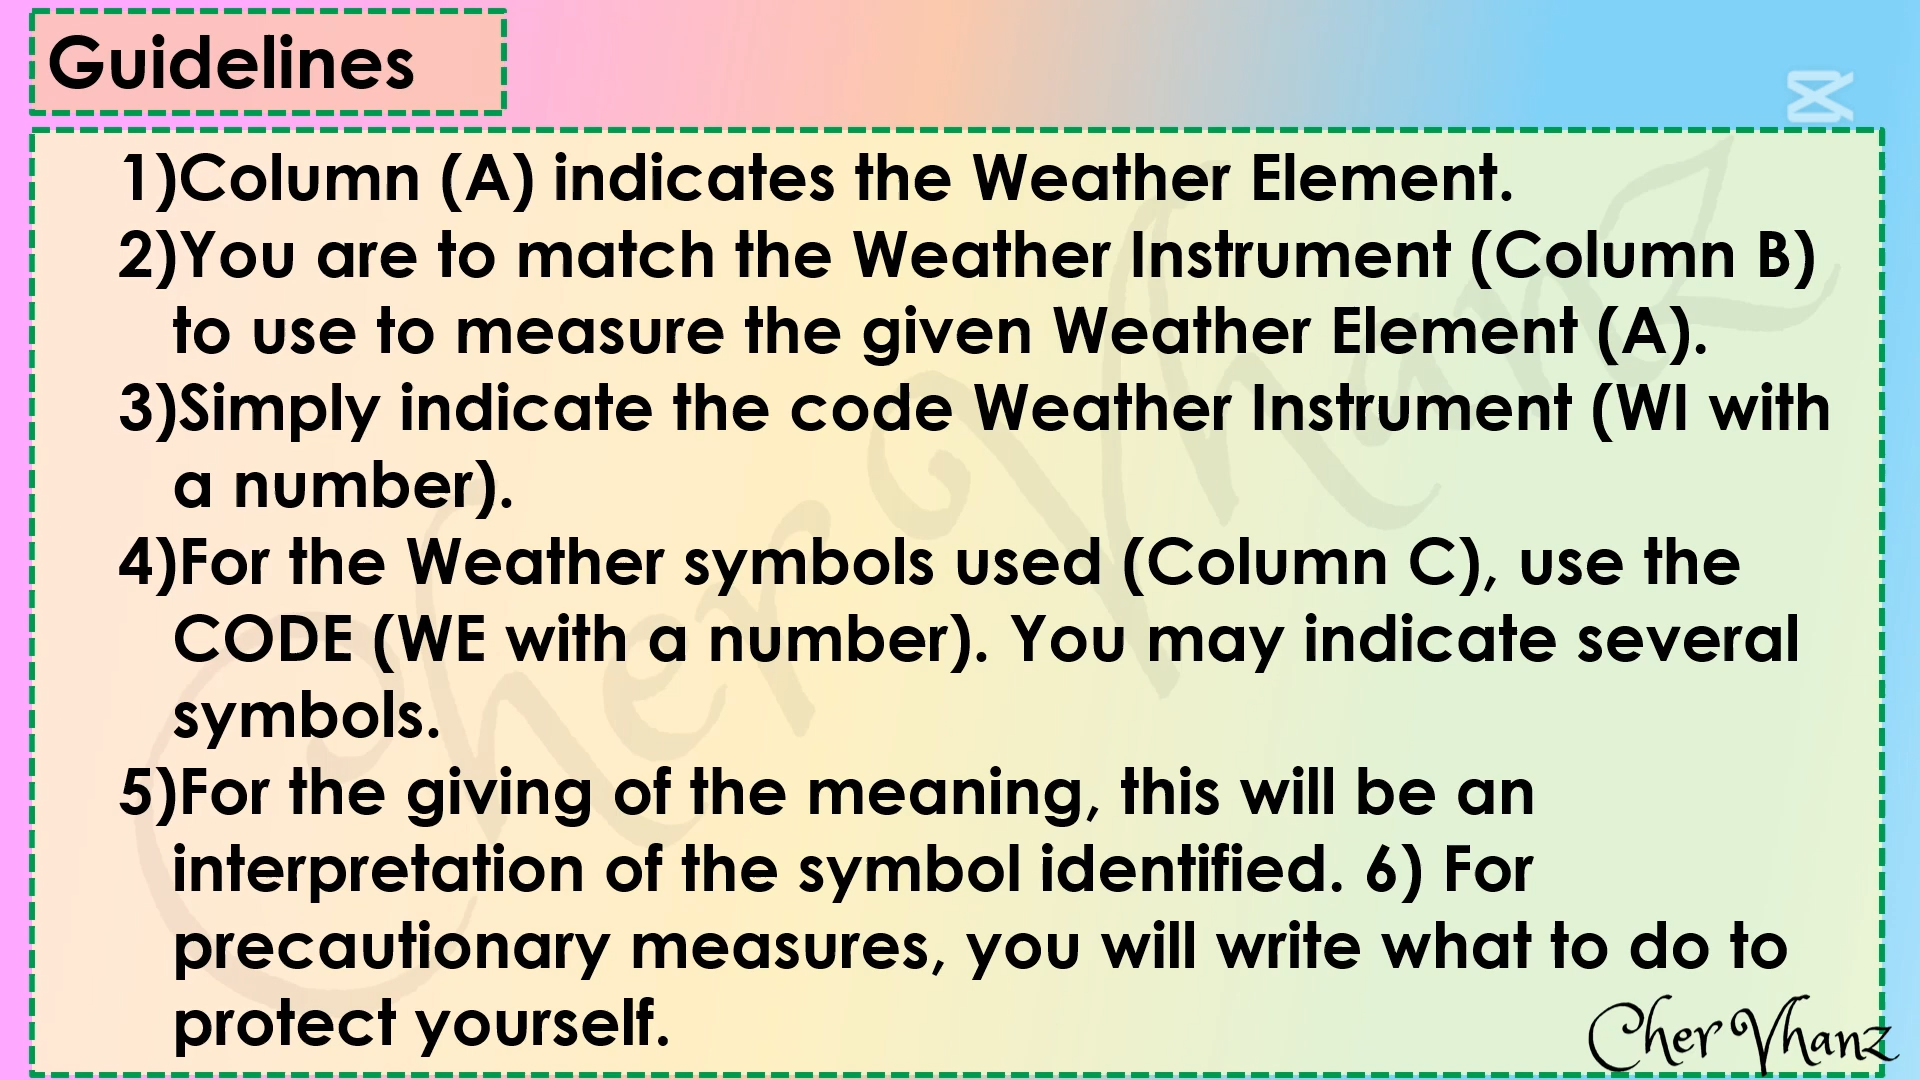 Guidelines
1)Column (A) indicates the Weather Element.
2)You are to match the Weather Instrument (Column B)
to use to measure the given Weather Element (A).
3)Simply indicate the code Weather Instrument (WI with
a number).
4)For the Weather symbols used (Column C), use the
CODE (WE with a number). You may indicate several
symbols.
5)For the giving of the meaning, this will be an
interpretation of the symbol identified. 6) For
precautionary measures, you will write what to do to
protect yourself.
Cher Vhanz
Cher Vhanz